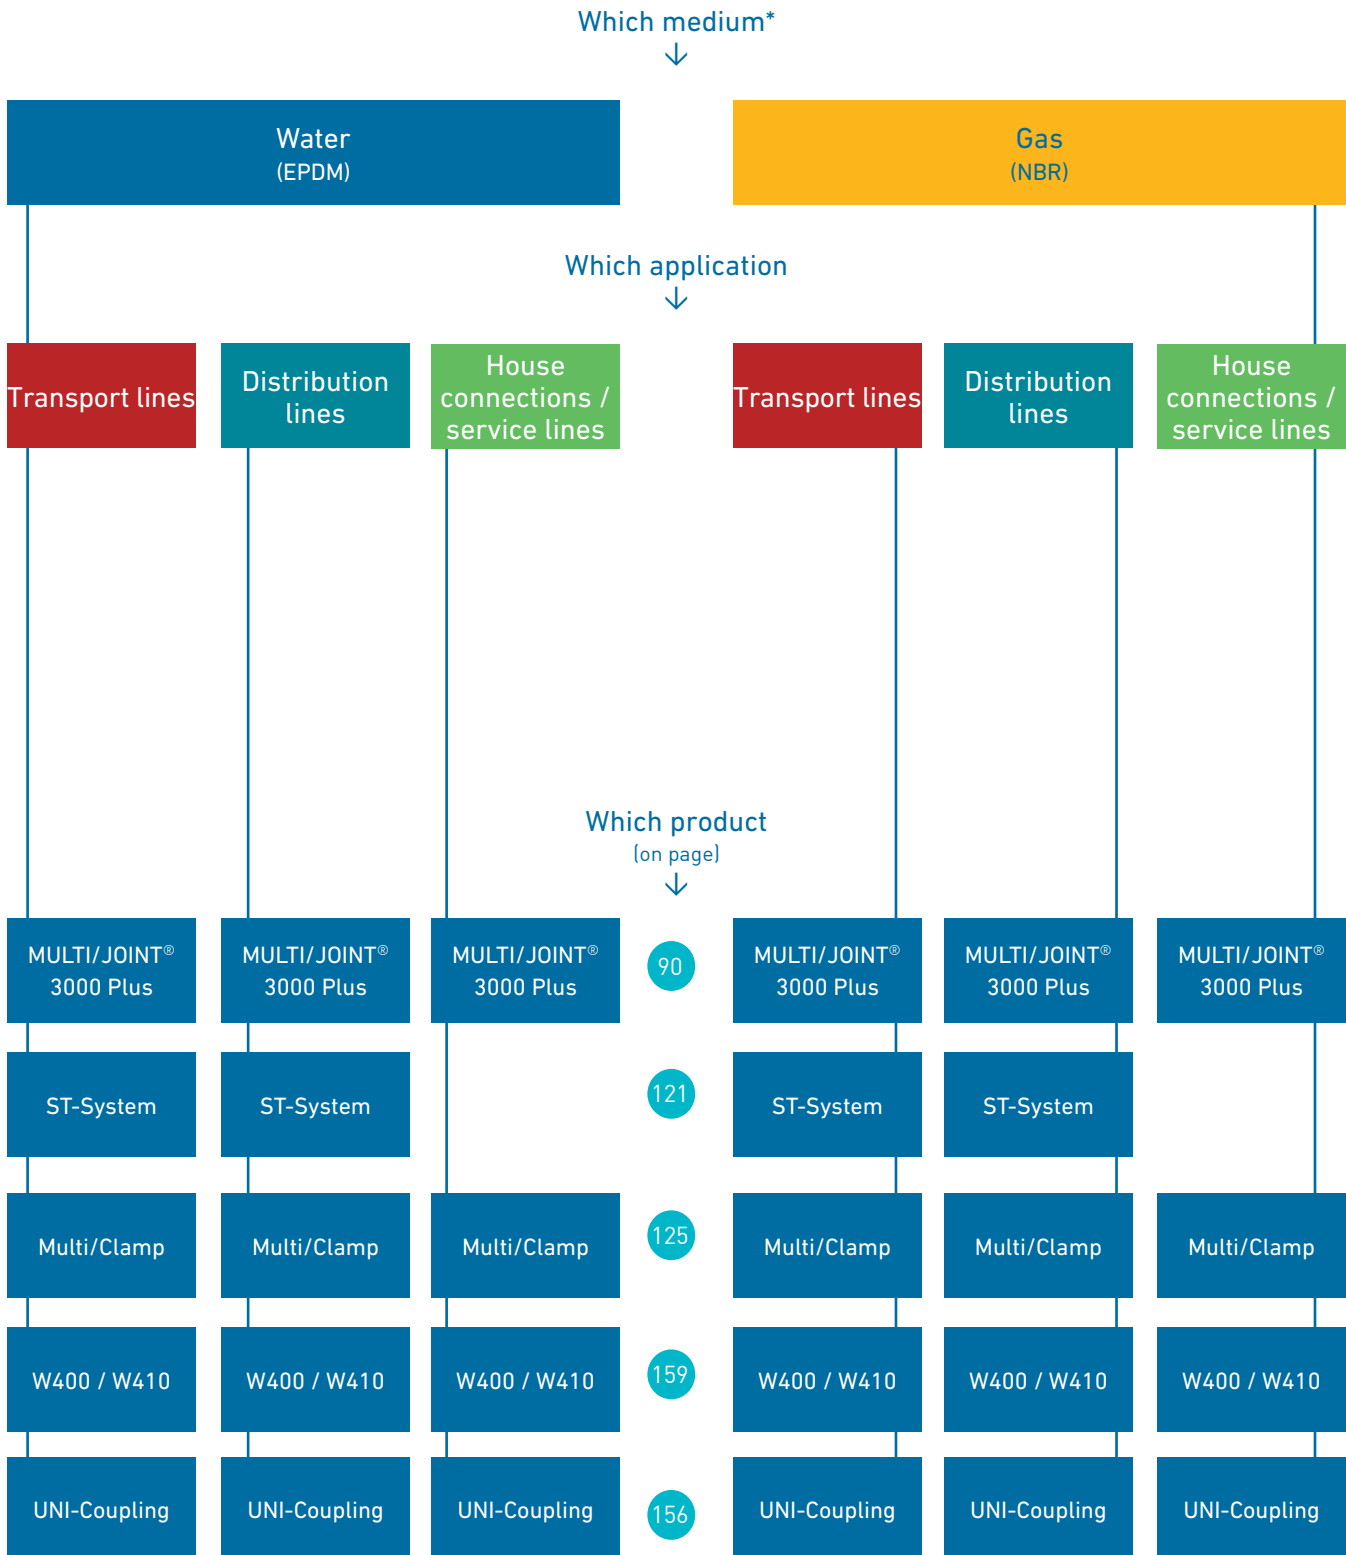 Which medium*
↓
Water
(EPDM)
Gas
(NBR)
Which application
↓
Transport lines
Distribution
lines
House
connections /
service lines
Transport lines
Distribution
lines
House
connections /
service lines
Which product
(on page)
↓
MULTI/JOINT®
3000 Plus
MULTI/JOINT®
3000 Plus
MULTI/JOINT®
3000 Plus
90
MULTI/JOINT®
3000 Plus
MULTI/JOINT®
3000 Plus
MULTI/JOINT®
3000 Plus
ST-System
ST-System
121
ST-System
ST-System
Multi/Clamp
Multi/Clamp
Multi/Clamp
125
Multi/Clamp
Multi/Clamp
Multi/Clamp
W400 / W410
W400 / W410
W400 / W410
159
W400 / W410
W400 / W410
W400 / W410
UNI-Coupling
UNI-Coupling
UNI-Coupling
156
UNI-Coupling
UNI-Coupling
UNI-Coupling